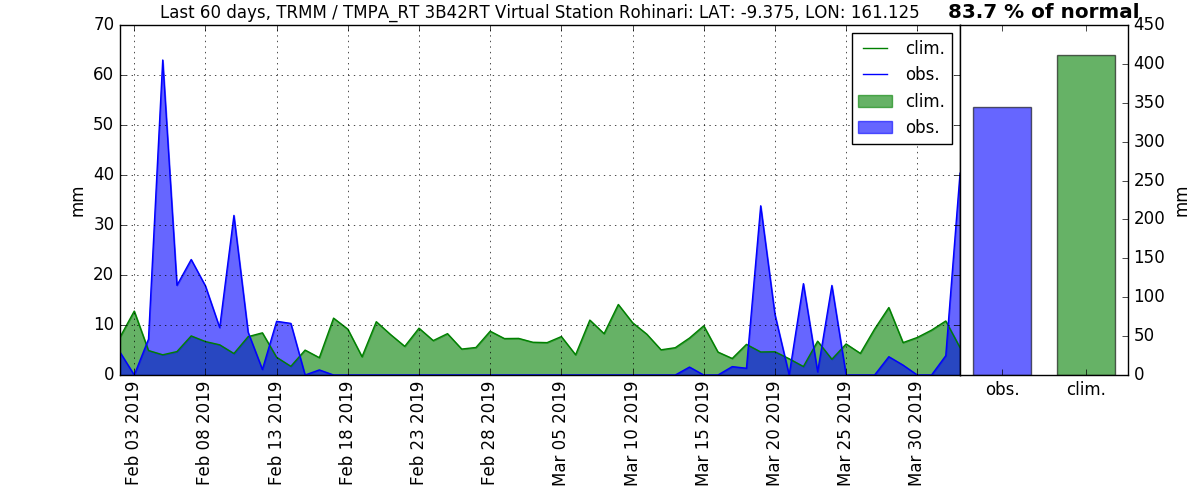 Last 60 days, TRMM / TMPA_RT 3B42RT Virtual Station Rohinari: LAT: -9.375, LON: 161.125
83.7 % of normal
70
60
50
40
30
20
10
0
mm
clim.
obs.
clim.
obs.
450
400
350
300
250
200
150
100
50
0
mm
obs.
clim.
Feb 03 2019
Feb 08 2019
Feb 13 2019
Feb 18 2019
Feb 23 2019
Feb 28 2019
Mar 05 2019
Mar 10 2019
Mar 15 2019
Mar 20 2019
Mar 25 2019
Mar 30 2019